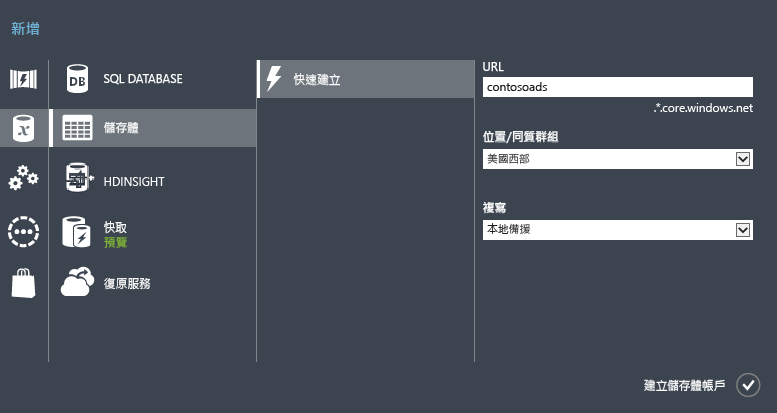 新增
DB
SQL DATABASE
x
儲存體
HDINSIGHT
快取
預覽
復原服務
快速建立
URL
contosoads
.*.core.windows.net
位置/同質群組
美國西部
複寫
本地備援
建立儲存體帳戶